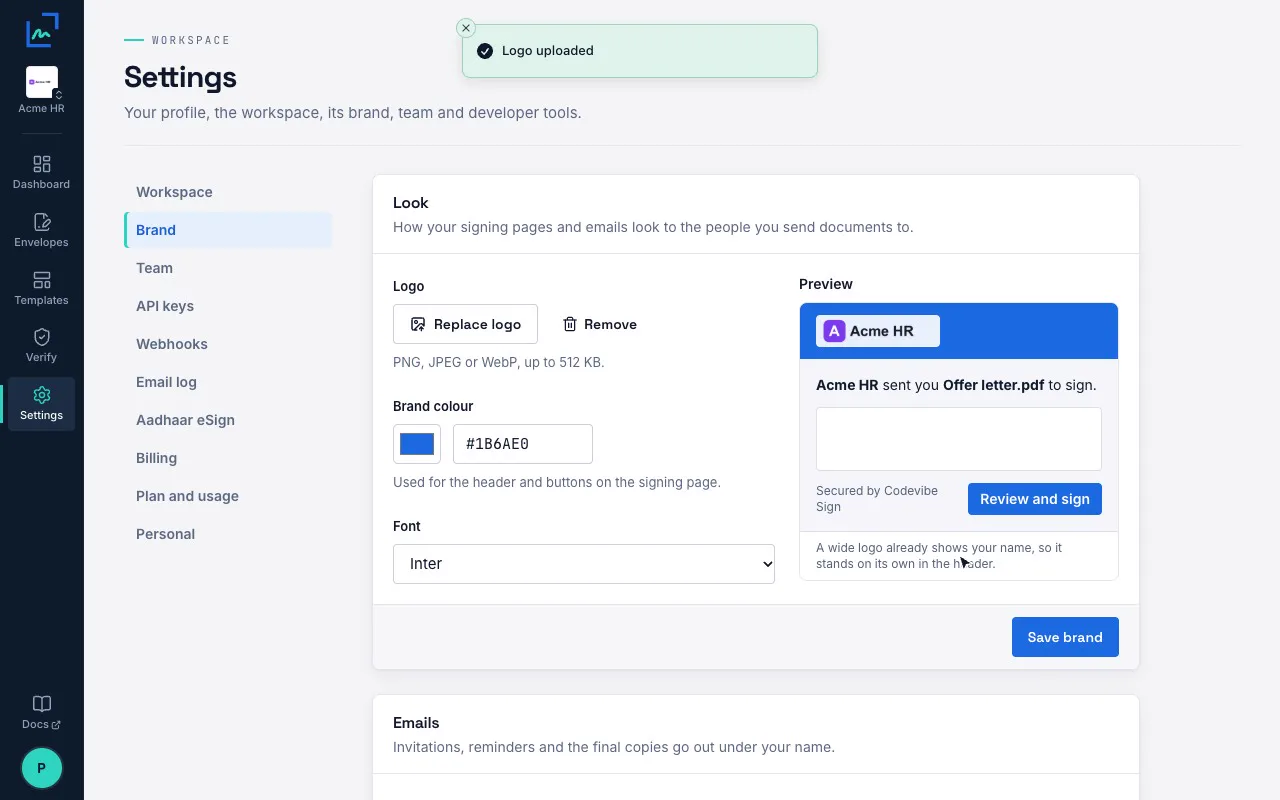 Acme HR
Dashboard
Envelopes
Templates
Verify
Settings
Docs
P
WORKSPACE
Settings
Your profile, the workspace, its brand, team and developer tools.
Logo uploaded
Workspace
Brand
Team
API keys
Webhooks
Email log
Aadhaar eSign
Billing
Plan and usage
Personal
Look
How your signing pages and emails look to the people you send documents to.
Logo
Replace logo
Remove
PNG, JPEG or WebP, up to 512 KB.
Brand colour
#1B6AE0
Used for the header and buttons on the signing page.
Font
Inter
Preview
A Acme HR
Acme HR sent you Offer letter.pdf to sign.
Secured by Codevibe
Sign
Review and sign
A wide logo already shows your name, so it
stands on its own in the header.
Save brand
Emails
Invitations, reminders and the final copies go out under your name.